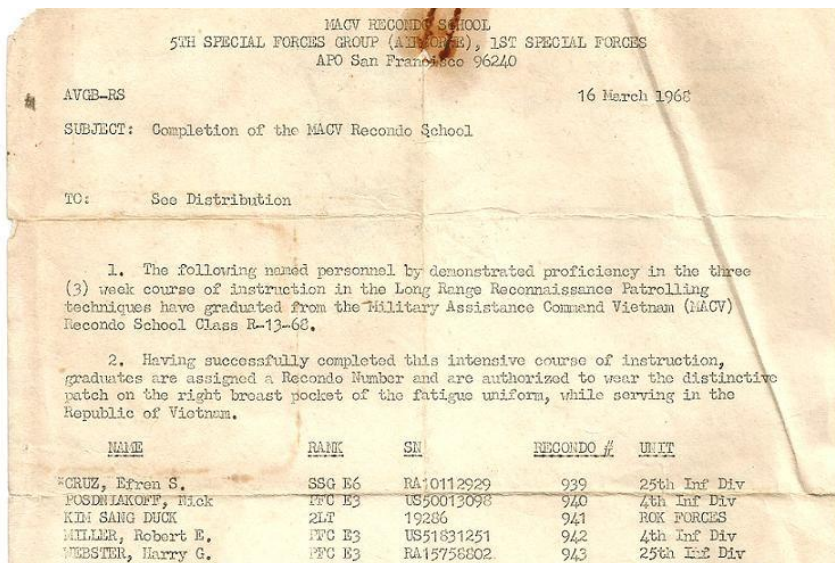 MACV RECONDO SCHOOL
5TH SPECIAL FORCES GROUP (AIRBORNE), 1ST SPECIAL FORCES
APO San Francisco 96240
AVGB-RS 16 March 1968
SUBJECT: Completion of the MACV Recondo School
TO: See Distribution
1. The following named personnel by demonstrated proficiency in the three
(3) week course of instruction in the Long Range Reconnaissance Patrolling
techniques have graduated from the Military Assistance Command Vietnam (MACV)
Recondo School Class R-13-68.
2. Having successfully completed this intensive course of instruction,
graduates are assigned a Recondo Number and are authorized to wear the distinctive
patch on the right breast pocket of the fatigue uniform, while serving in the
Republic of Vietnam.
NAME RANK SN RECONDO # UNIT
*CRUZ, Efren S. SSG E6 RA10112929 939 25th Inf Div
POSDNIAKOFF, Nick PFC E3 US50013098 940 4th Inf Div
KIM SANG DUCK 2LT 19286 941 ROK FORCES
MILLER, Robert E. PFC E3 US51831251 942 4th Inf Div
WEBSTER, Harry G. PFC E3 RA15758802 943 25th Inf Div